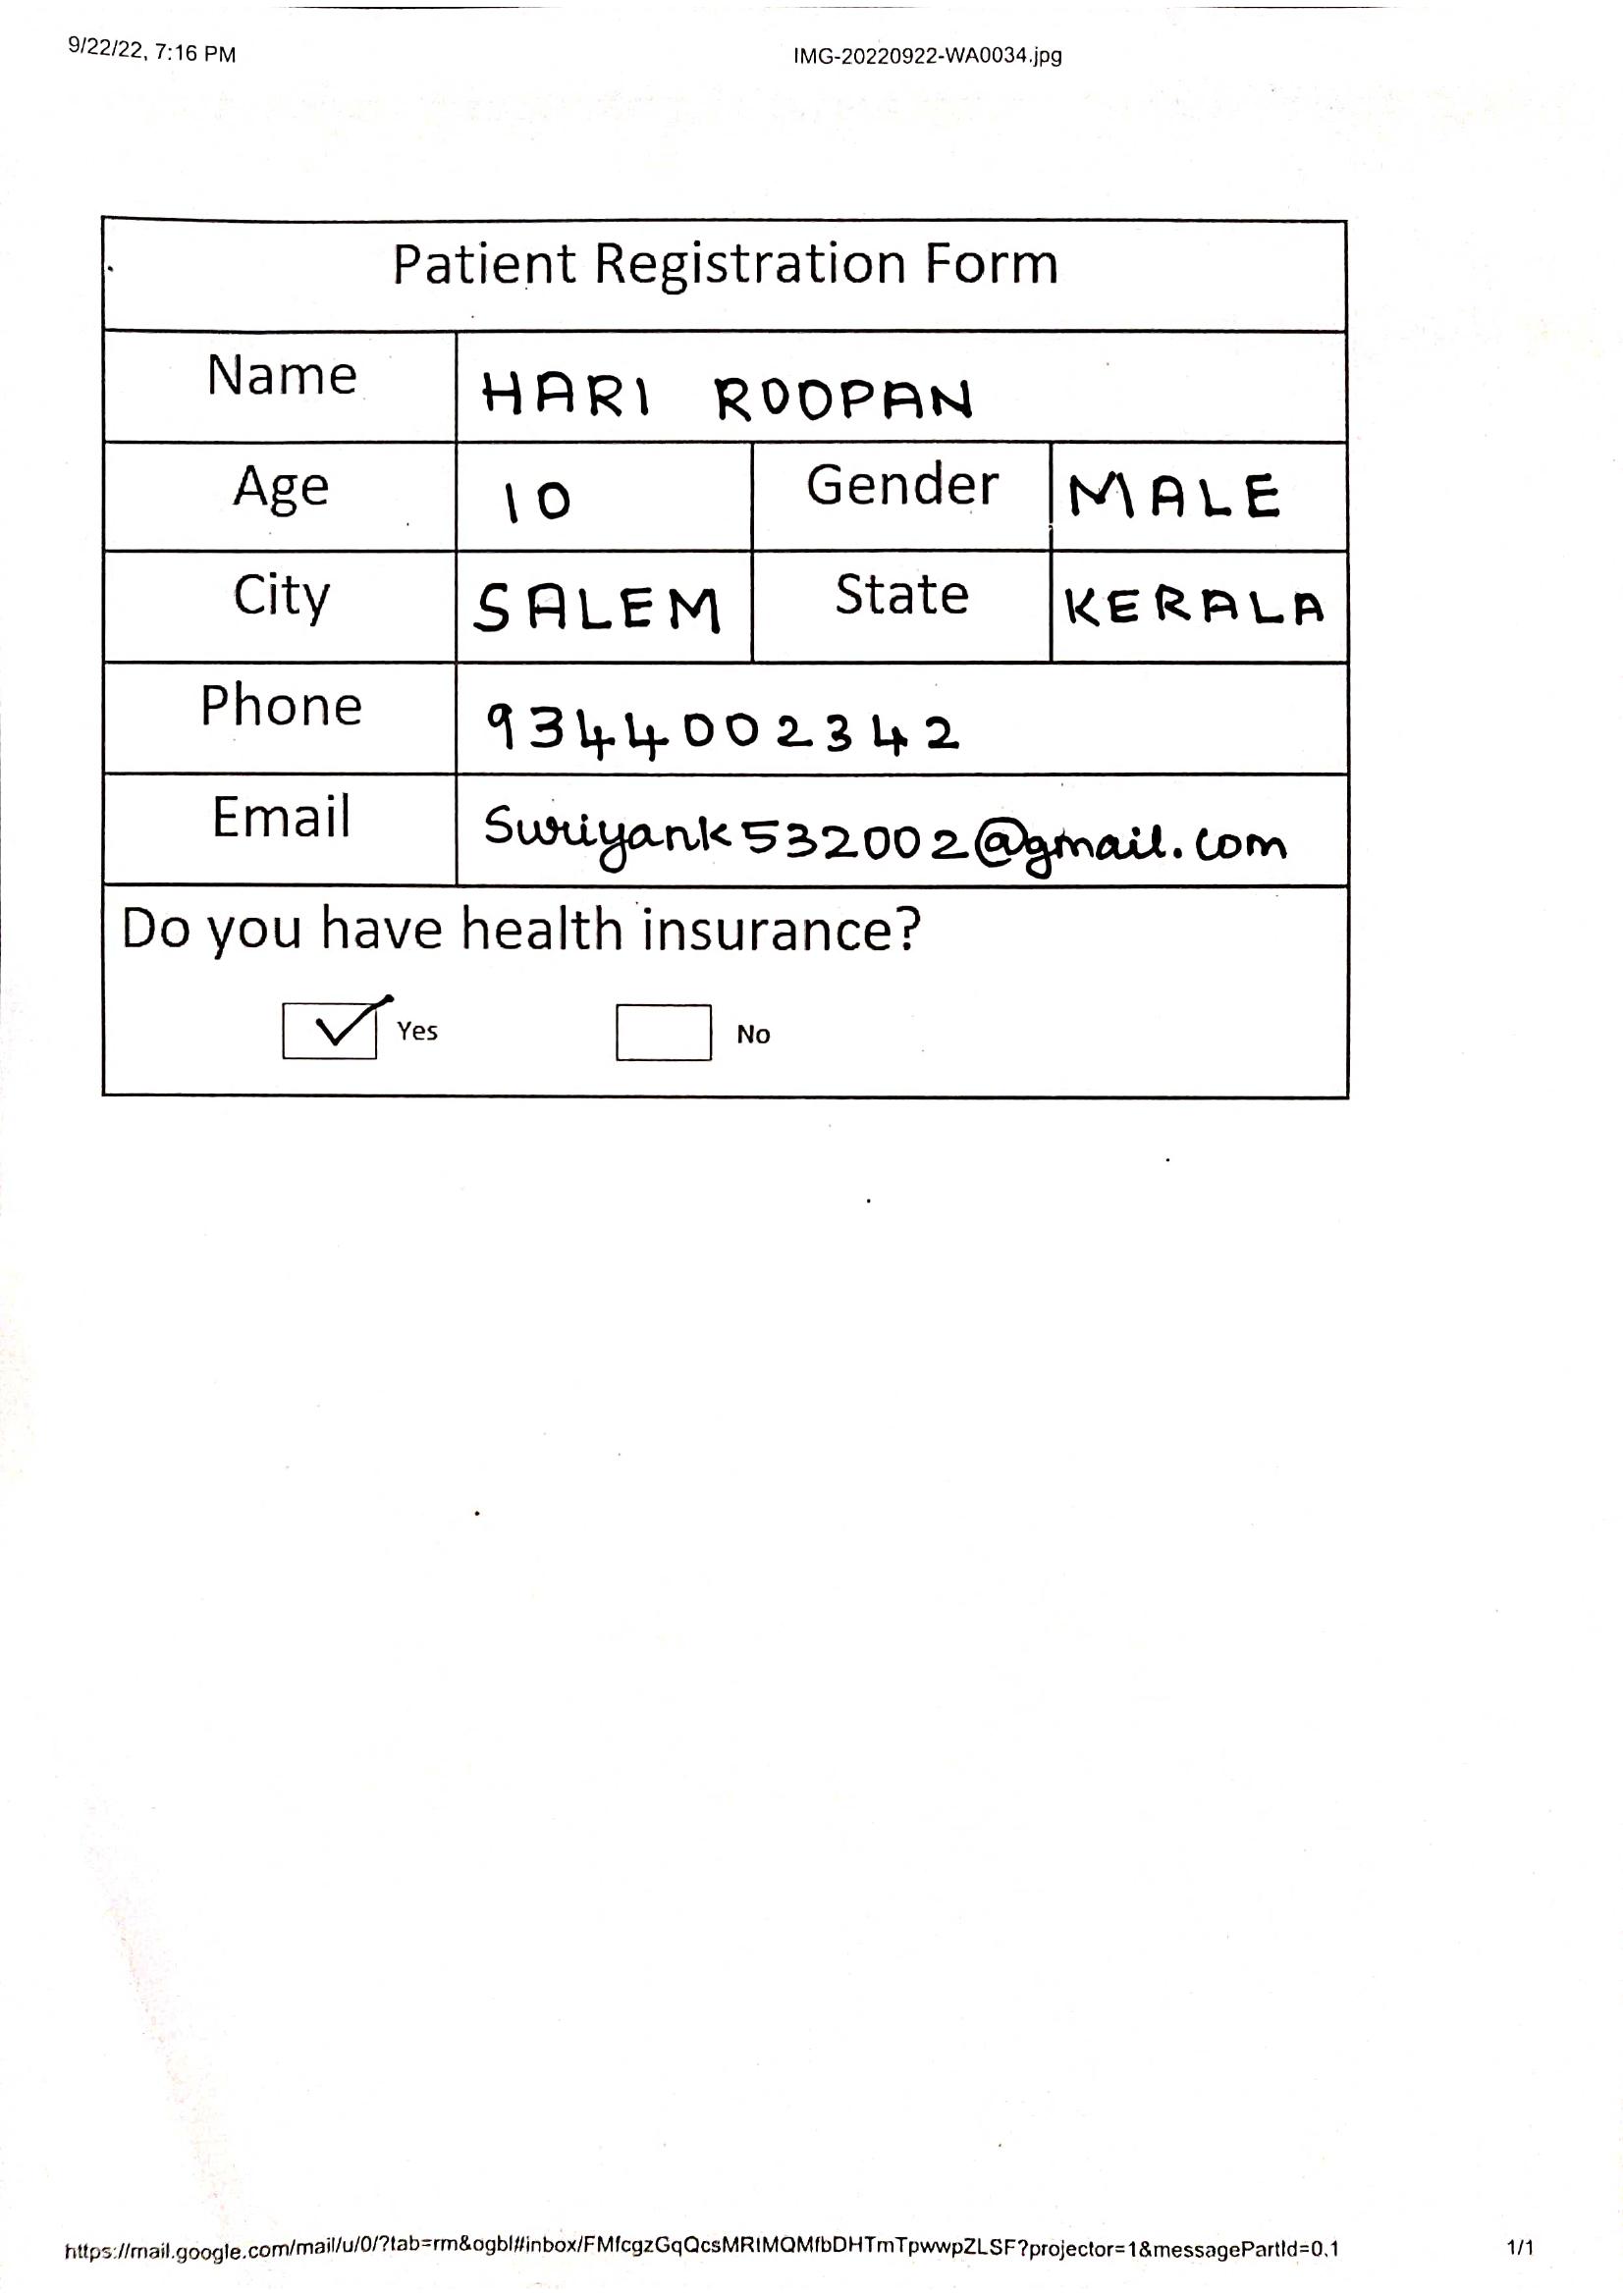 9/22/22, 7:16 PM IMG-20220922-WA0034.jpg
Patient Registration Form
Name HARI ROOPAN
Age 10 Gender MALE
City SALEM State KERALA
Phone 9344002342
Email Suriyank532002@gmail.com
Do you have health insurance?
Yes No
https://mail.google.com/mail/u/0/?tab=rm&ogbl#inbox/FMfcgzGqQcsMRlMQMfbDHTmTpwwpZLSF?projector=1&messagePartId=0.1 1/1